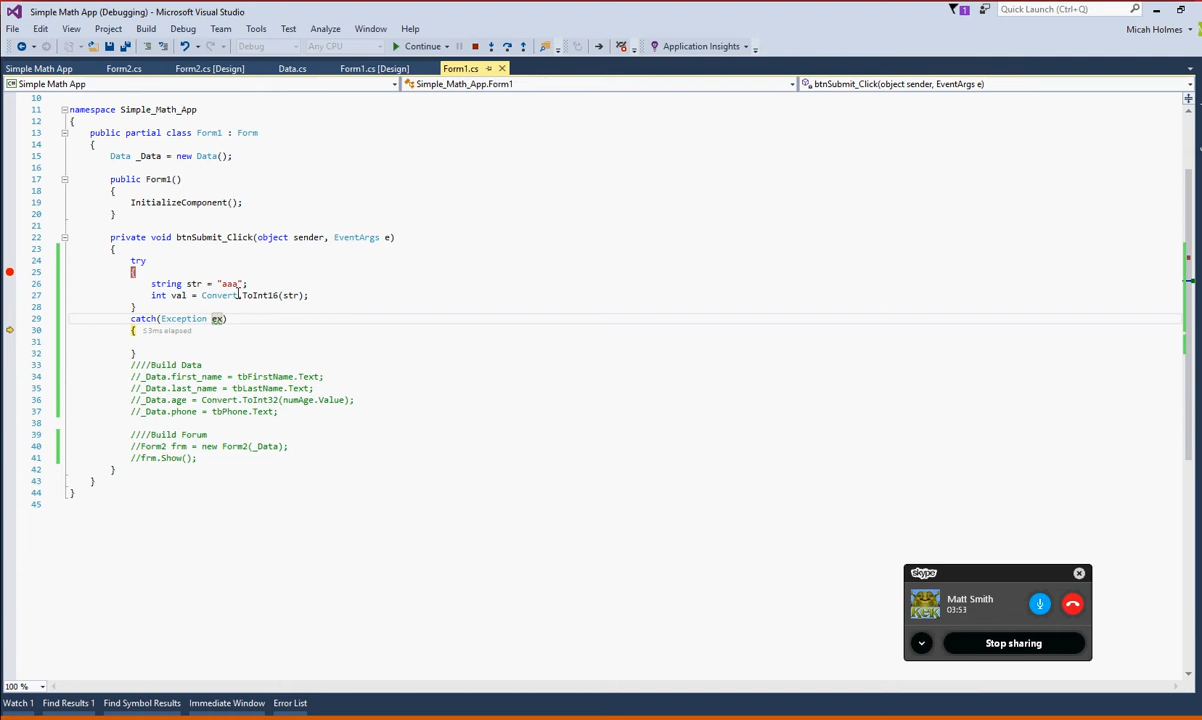 Simple Math App (Debugging) - Microsoft Visual Studio
1
Quick Launch (Ctrl+Q)
File Edit View Project Build Debug Team Tools Test Analyze Window Help
Micah Holmes
Debug Any CPU Continue Application Insights
Simple Math App Form2.cs Form2.cs [Design] Data.cs Form1.cs [Design] Form1.cs
Simple Math App Simple_Math_App.Form1 btnSubmit_Click(object sender, EventArgs e)
10
11 namespace Simple_Math_App
12 {
13 public partial class Form1 : Form
14 {
15 Data _Data = new Data();
16
17 public Form1()
18 {
19 InitializeComponent();
20 }
21
22 private void btnSubmit_Click(object sender, EventArgs e)
23 {
24 try
25 {
26 string str = "aaa";
27 int val = Convert.ToInt16(str);
28 }
29 catch(Exception ex)
30 { ≤3ms elapsed
31
32 }
33 ////Build Data
34 //_Data.first_name = tbFirstName.Text;
35 //_Data.last_name = tbLastName.Text;
36 //_Data.age = Convert.ToInt32(numAge.Value);
37 //_Data.phone = tbPhone.Text;
38
39 ////Build Forum
40 //Form2 frm = new Form2(_Data);
41 //frm.Show();
42 }
43 }
44 }
45
skype
Matt Smith
KEK
03:53
Stop sharing
100 %
Watch 1 Find Results 1 Find Symbol Results Immediate Window Error List